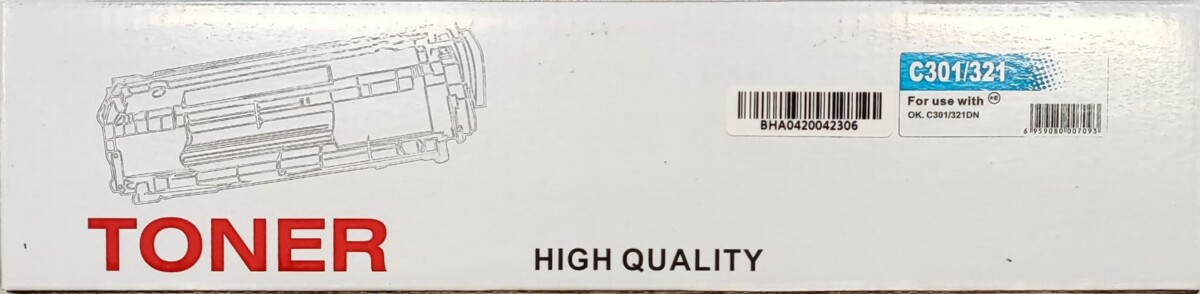 C301/321
For use with
OK. C301/321DN
6 959080 007093
BHA0420042306
TONER
HIGH QUALITY